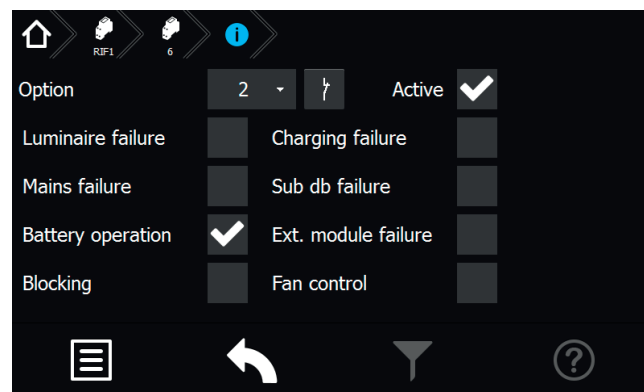 RIF1 6 i
Option 2 Active
Luminaire failure Charging failure
Mains failure Sub db failure
Battery operation Ext. module failure
Blocking Fan control
?